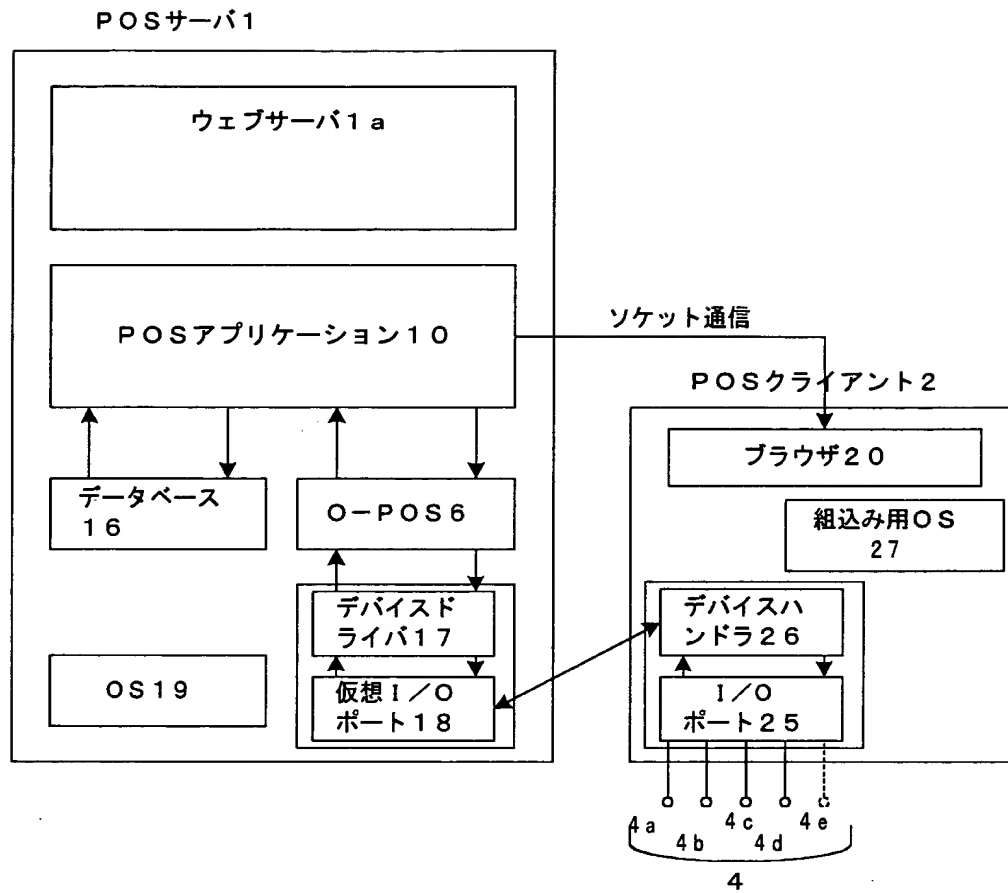 POSサーバ1
ウェブサーバ1a
POSアプリケーション10
ソケット通信
POSクライアント2
ブラウザ20
データベース
16
O-POS6
組込み用OS
27
デバイスド
ライバ17
デバイスハ
ンドラ26
OS19
仮想I/O
ポート18
I/O
ポート25
4a
4b
4c
4d
4e
4